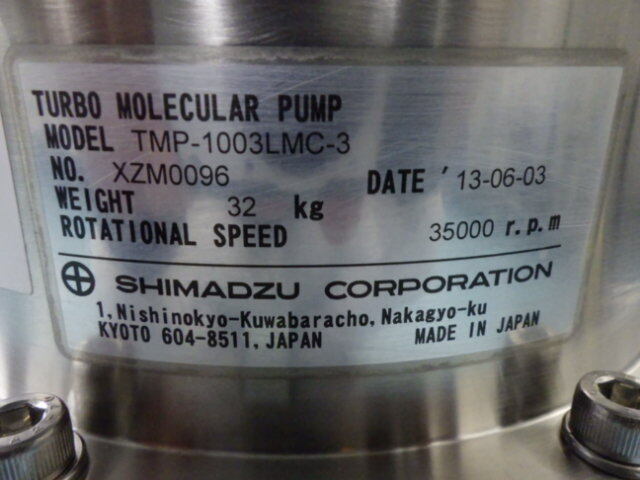 TURBO MOLECULAR PUMP
MODEL TMP-1003LMC-3
NO. XZM0096 DATE '13-06-03
WEIGHT 32 kg
ROTATIONAL SPEED 35000 r.p.m
SHIMADZU CORPORATION
1,Nishinokyo-Kuwabaracho,Nakagyo-ku
KYOTO 604-8511,JAPAN MADE IN JAPAN